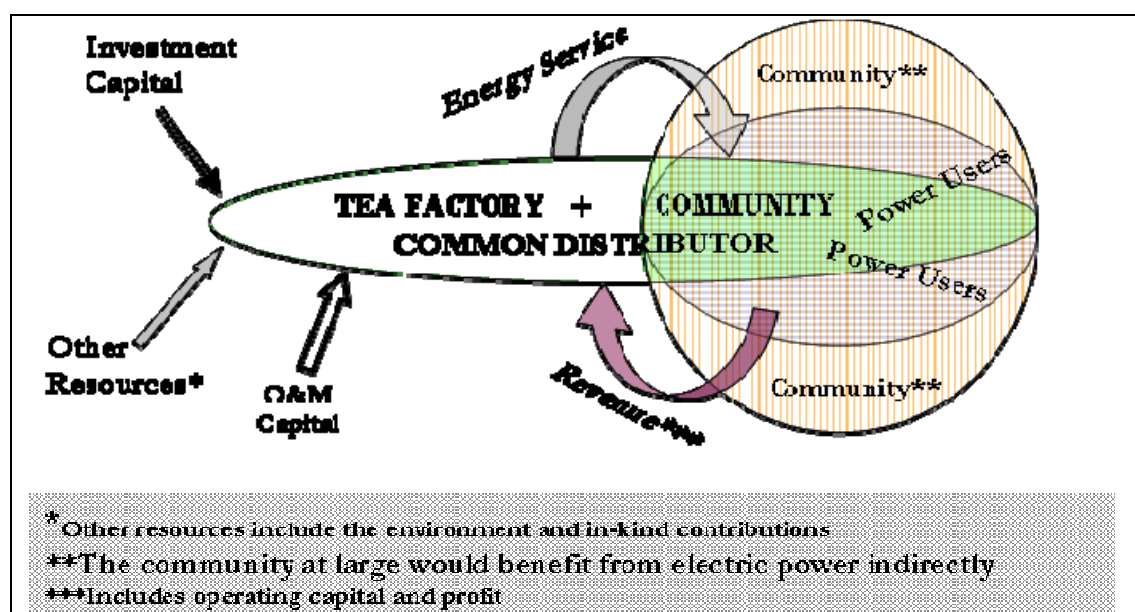 Investment
Capital
Energy Service
Community**
TEA FACTORY + COMMUNITY
COMMON DISTRIBUTOR
Power Users
Power Users
Other
Resources*
O&M
Capital
Revenue***
Community**
*Other resources include the environment and in-kind contributions
**The community at large would benefit from electric power indirectly
***Includes operating capital and profit